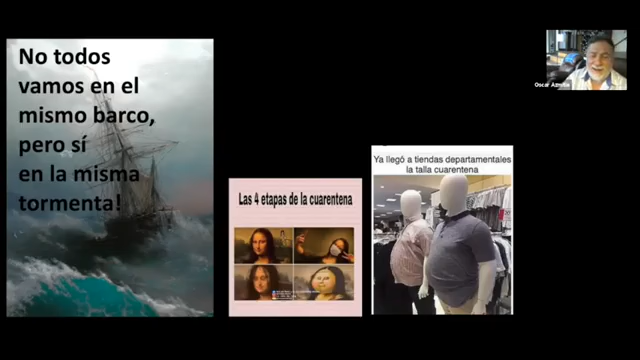 No todos
vamos en el
mismo barco,
pero sí
en la misma
tormenta!
Las 4 etapas de la cuarentena
Ya llegó a tiendas departamentales
la talla cuarentena
Oscar